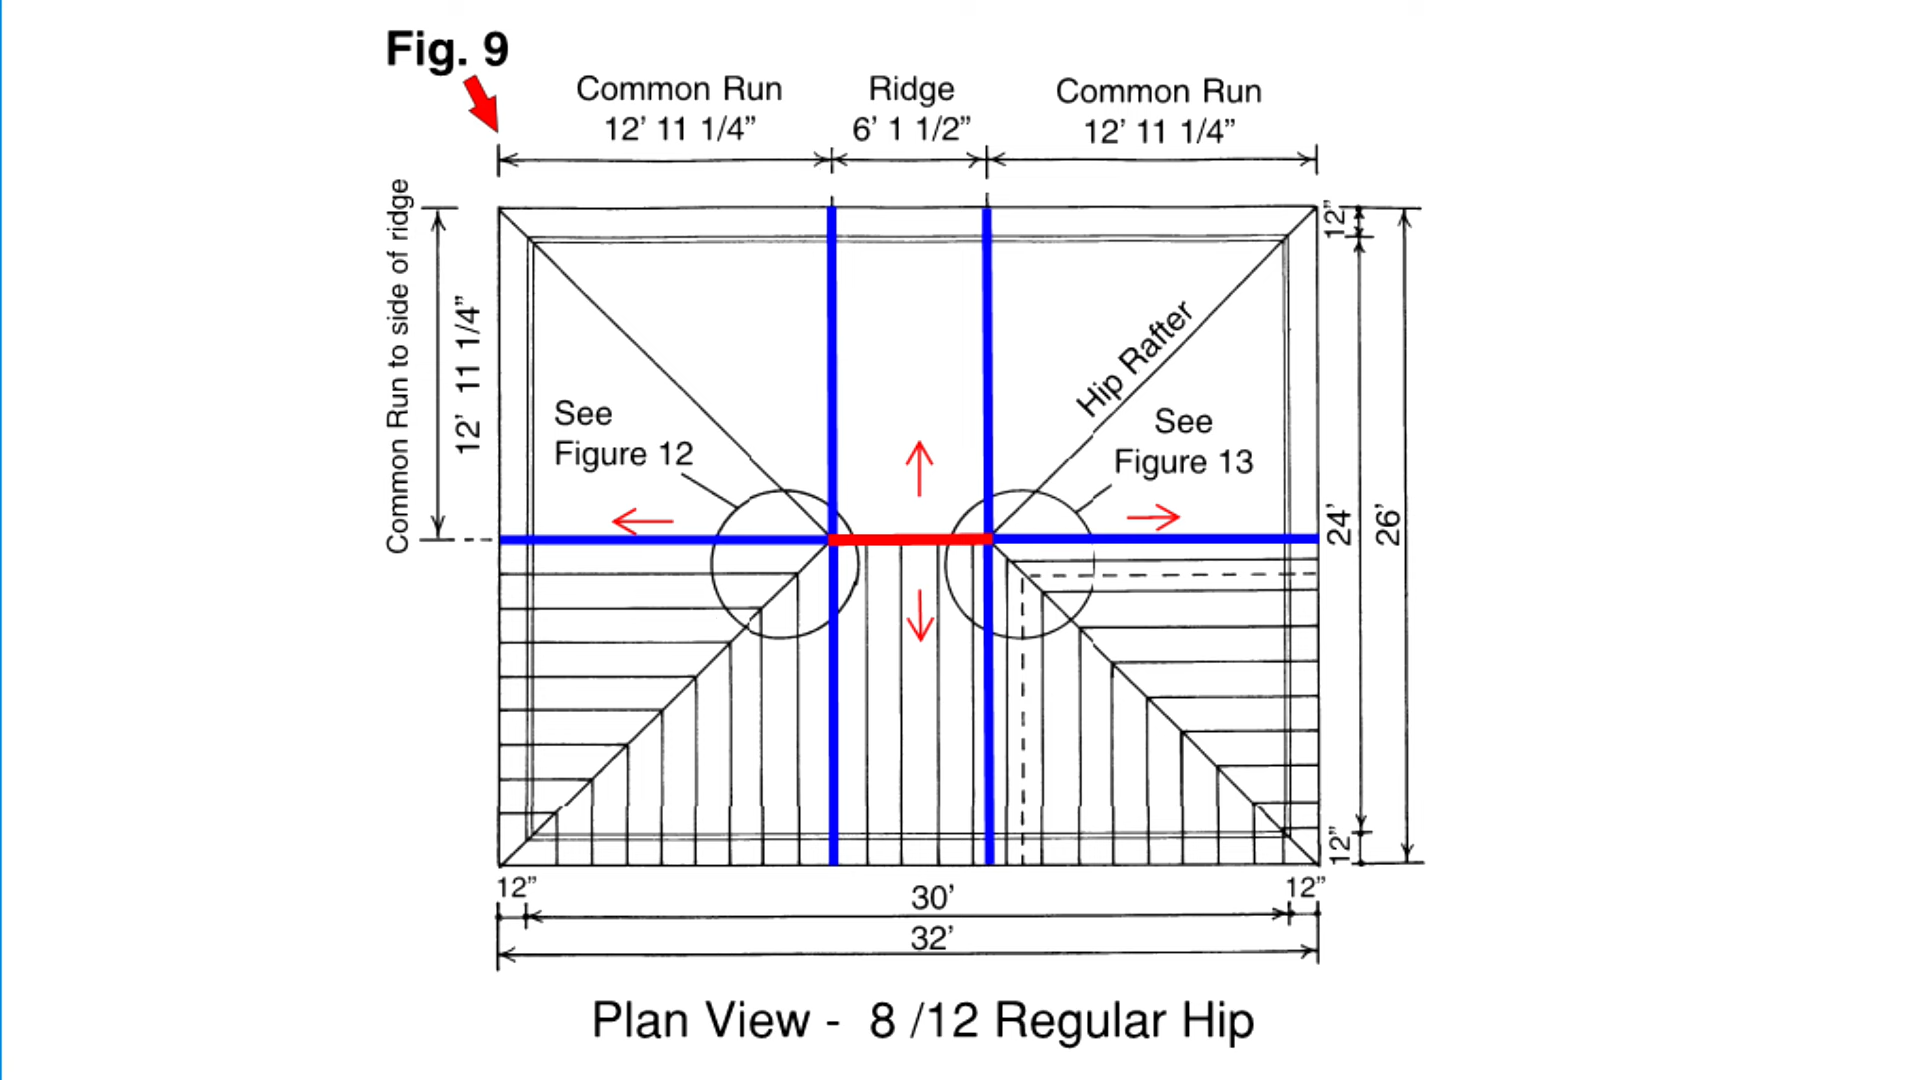 Fig. 9
Common Run
12’ 11 1/4”
Ridge
6’ 1 1/2”
Common Run
12’ 11 1/4”
Common Run to side of ridge
12’ 11 1/4”
12”
Hip Rafter
See
Figure 12
See
Figure 13
24’
26’
12”
12”
30’
12”
32’
Plan View - 8 /12 Regular Hip